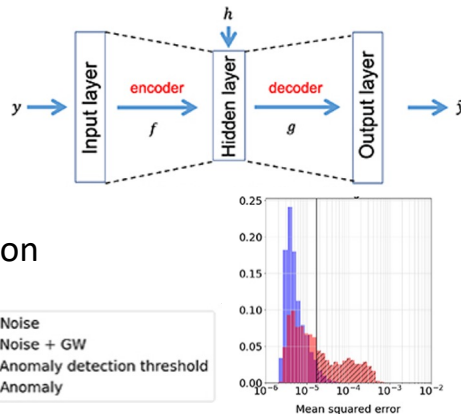 h
Input layer
encoder
Hidden layer
decoder
Output layer
y
f
g
ŷ
on
Noise
Noise + GW
Anomaly detection threshold
Anomaly
0.25
0.20
0.15
0.10
0.05
0.00
10⁻⁶ 10⁻⁵ 10⁻⁴ 10⁻³ 10⁻²
Mean squared error